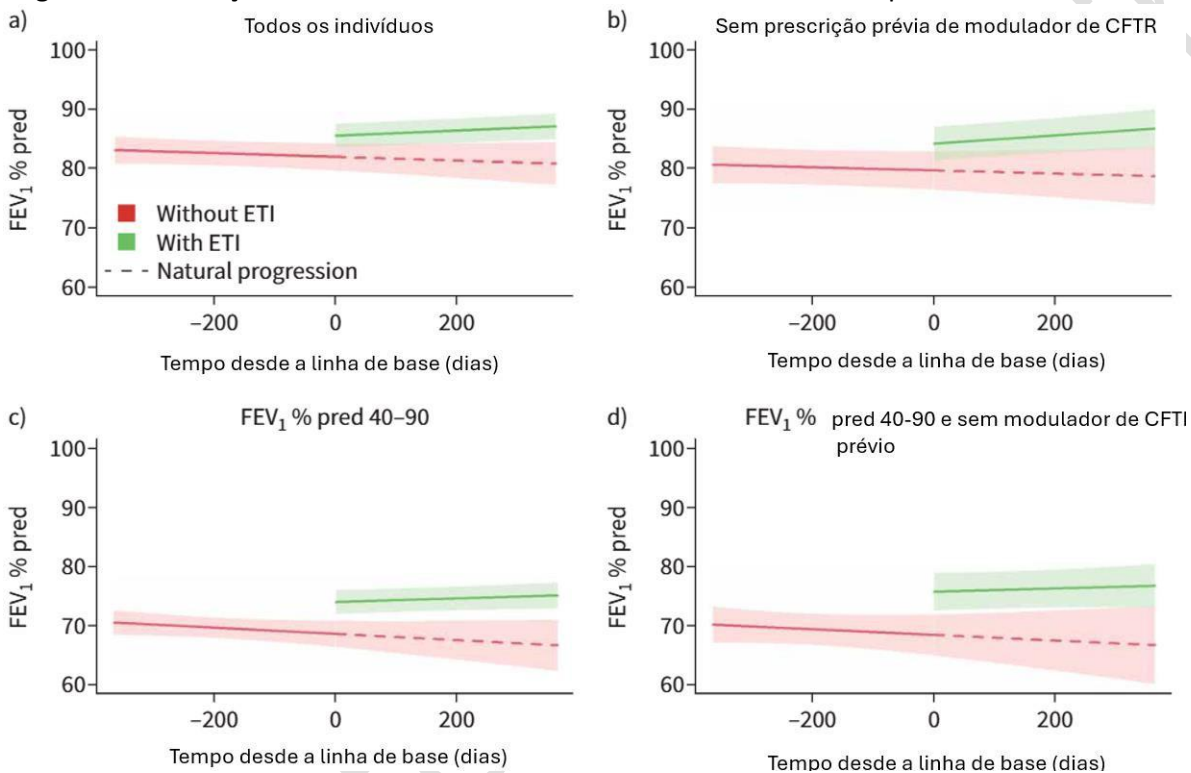 a)
Todos os indivíduos
100
90
80
70
60
FEV1 % pred
Without ETI
With ETI
Natural progression
−200
0
200
Tempo desde a linha de base (dias)
b)
Sem prescrição prévia de modulador de CFTR
100
90
80
70
60
FEV1 % pred
−200
0
200
Tempo desde a linha de base (dias)
c)
FEV1 % pred 40–90
100
90
80
70
60
FEV1 % pred
−200
0
200
Tempo desde a linha de base (dias)
d)
FEV1 % pred 40-90 e sem modulador de CFT
prévio
100
90
80
70
60
FEV1 % pred
−200
0
200
Tempo desde a linha de base (dias)